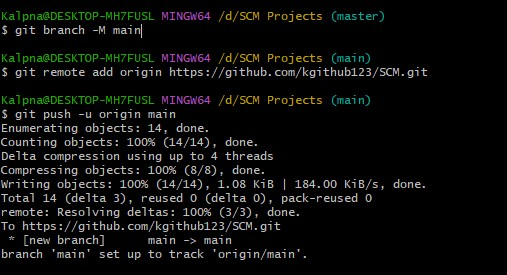 Kalpna@DESKTOP-MH7FUSL MINGW64 /d/SCM Projects (master)
$ git branch -M main
Kalpna@DESKTOP-MH7FUSL MINGW64 /d/SCM Projects (main)
$ git remote add origin https://github.com/kgithub123/SCM.git
Kalpna@DESKTOP-MH7FUSL MINGW64 /d/SCM Projects (main)
$ git push -u origin main
Enumerating objects: 14, done.
Counting objects: 100% (14/14), done.
Delta compression using up to 4 threads
Compressing objects: 100% (8/8), done.
Writing objects: 100% (14/14), 1.08 KiB | 184.00 KiB/s, done.
Total 14 (delta 3), reused 0 (delta 0), pack-reused 0
remote: Resolving deltas: 100% (3/3), done.
To https://github.com/kgithub123/SCM.git
 * [new branch]      main -> main
branch 'main' set up to track 'origin/main'.